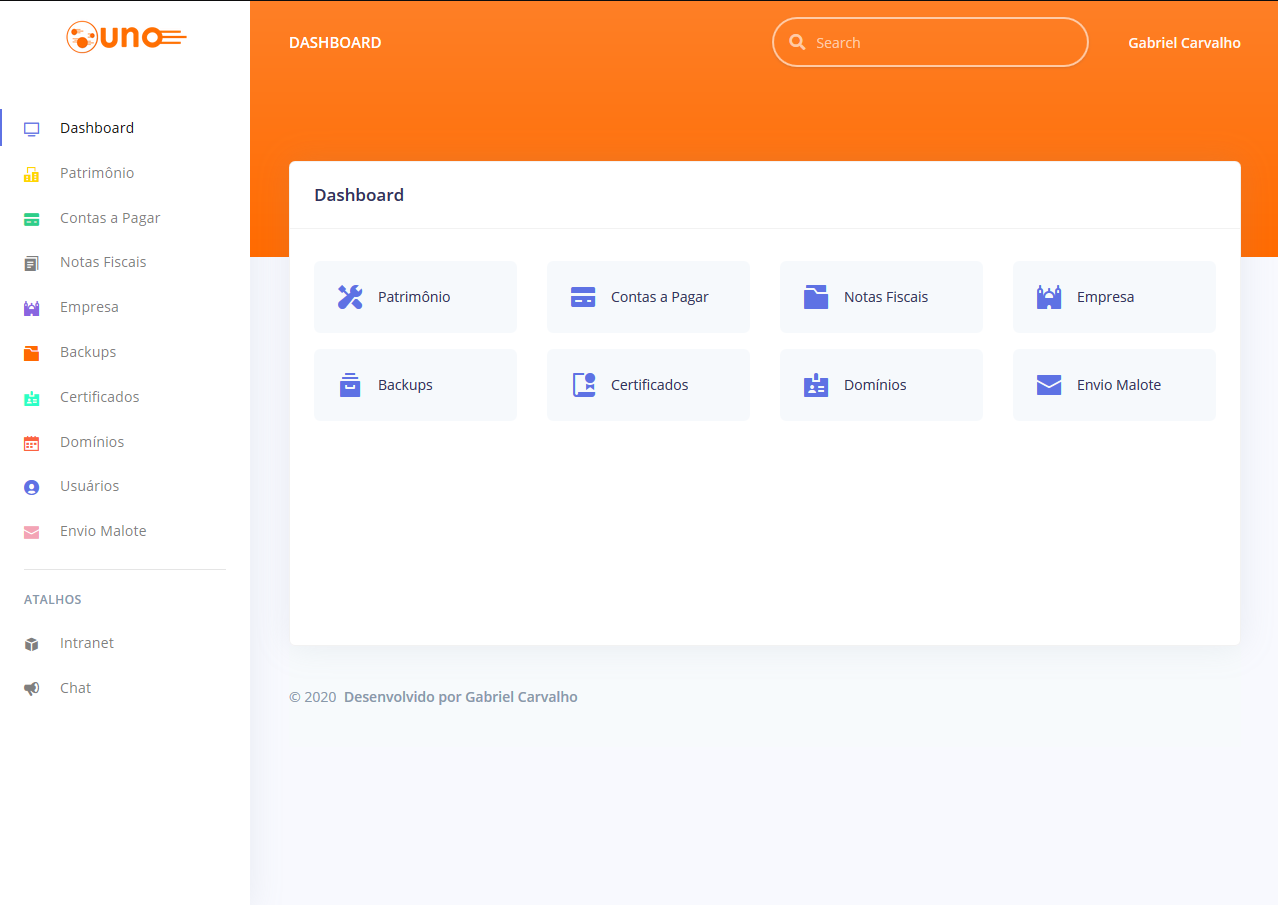 uno
DASHBOARD
Search
Gabriel Carvalho
Dashboard
Patrimônio
Contas a Pagar
Notas Fiscais
Empresa
Backups
Certificados
Domínios
Usuários
Envio Malote
ATALHOS
Intranet
Chat
Dashboard
Patrimônio
Contas a Pagar
Notas Fiscais
Empresa
Backups
Certificados
Domínios
Envio Malote
© 2020 Desenvolvido por Gabriel Carvalho